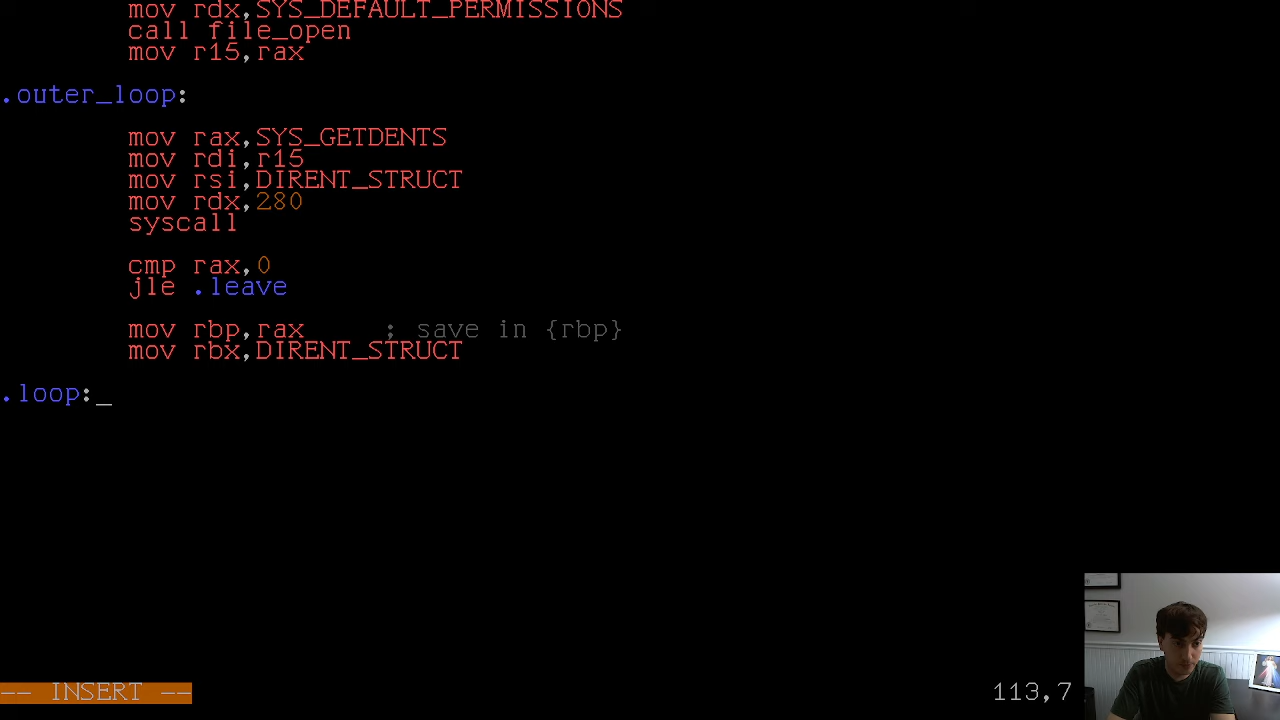 mov rdx,SYS_DEFAULT_PERMISSIONS
call file_open
mov r15,rax
.outer_loop:
mov rax,SYS_GETDENTS
mov rdi,r15
mov rsi,DIRENT_STRUCT
mov rdx,280
syscall
cmp rax,0
jle .leave
mov rbp,rax ; save in {rbp}
mov rbx,DIRENT_STRUCT
.loop:_
-- INSERT -- 113,7